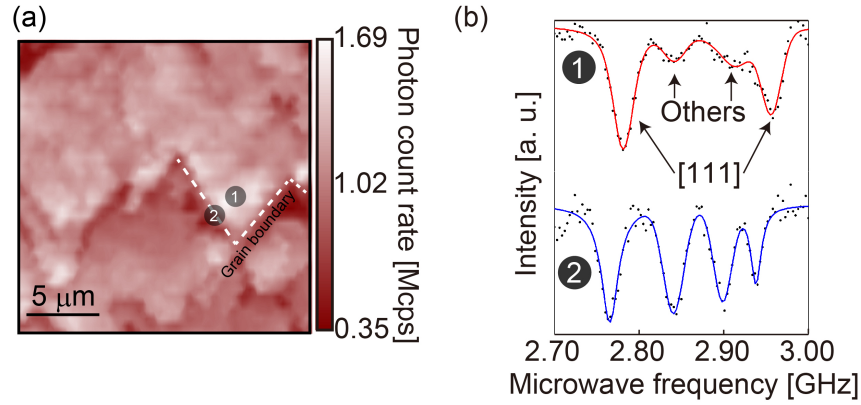 (a)
1
2
Grain boundary
5 μm
1.69
1.02
0.35
Photon count rate [Mcps]
(b)
1
Others
[111]
2
Intensity [a. u.]
2.70 2.80 2.90 3.00
Microwave frequency [GHz]